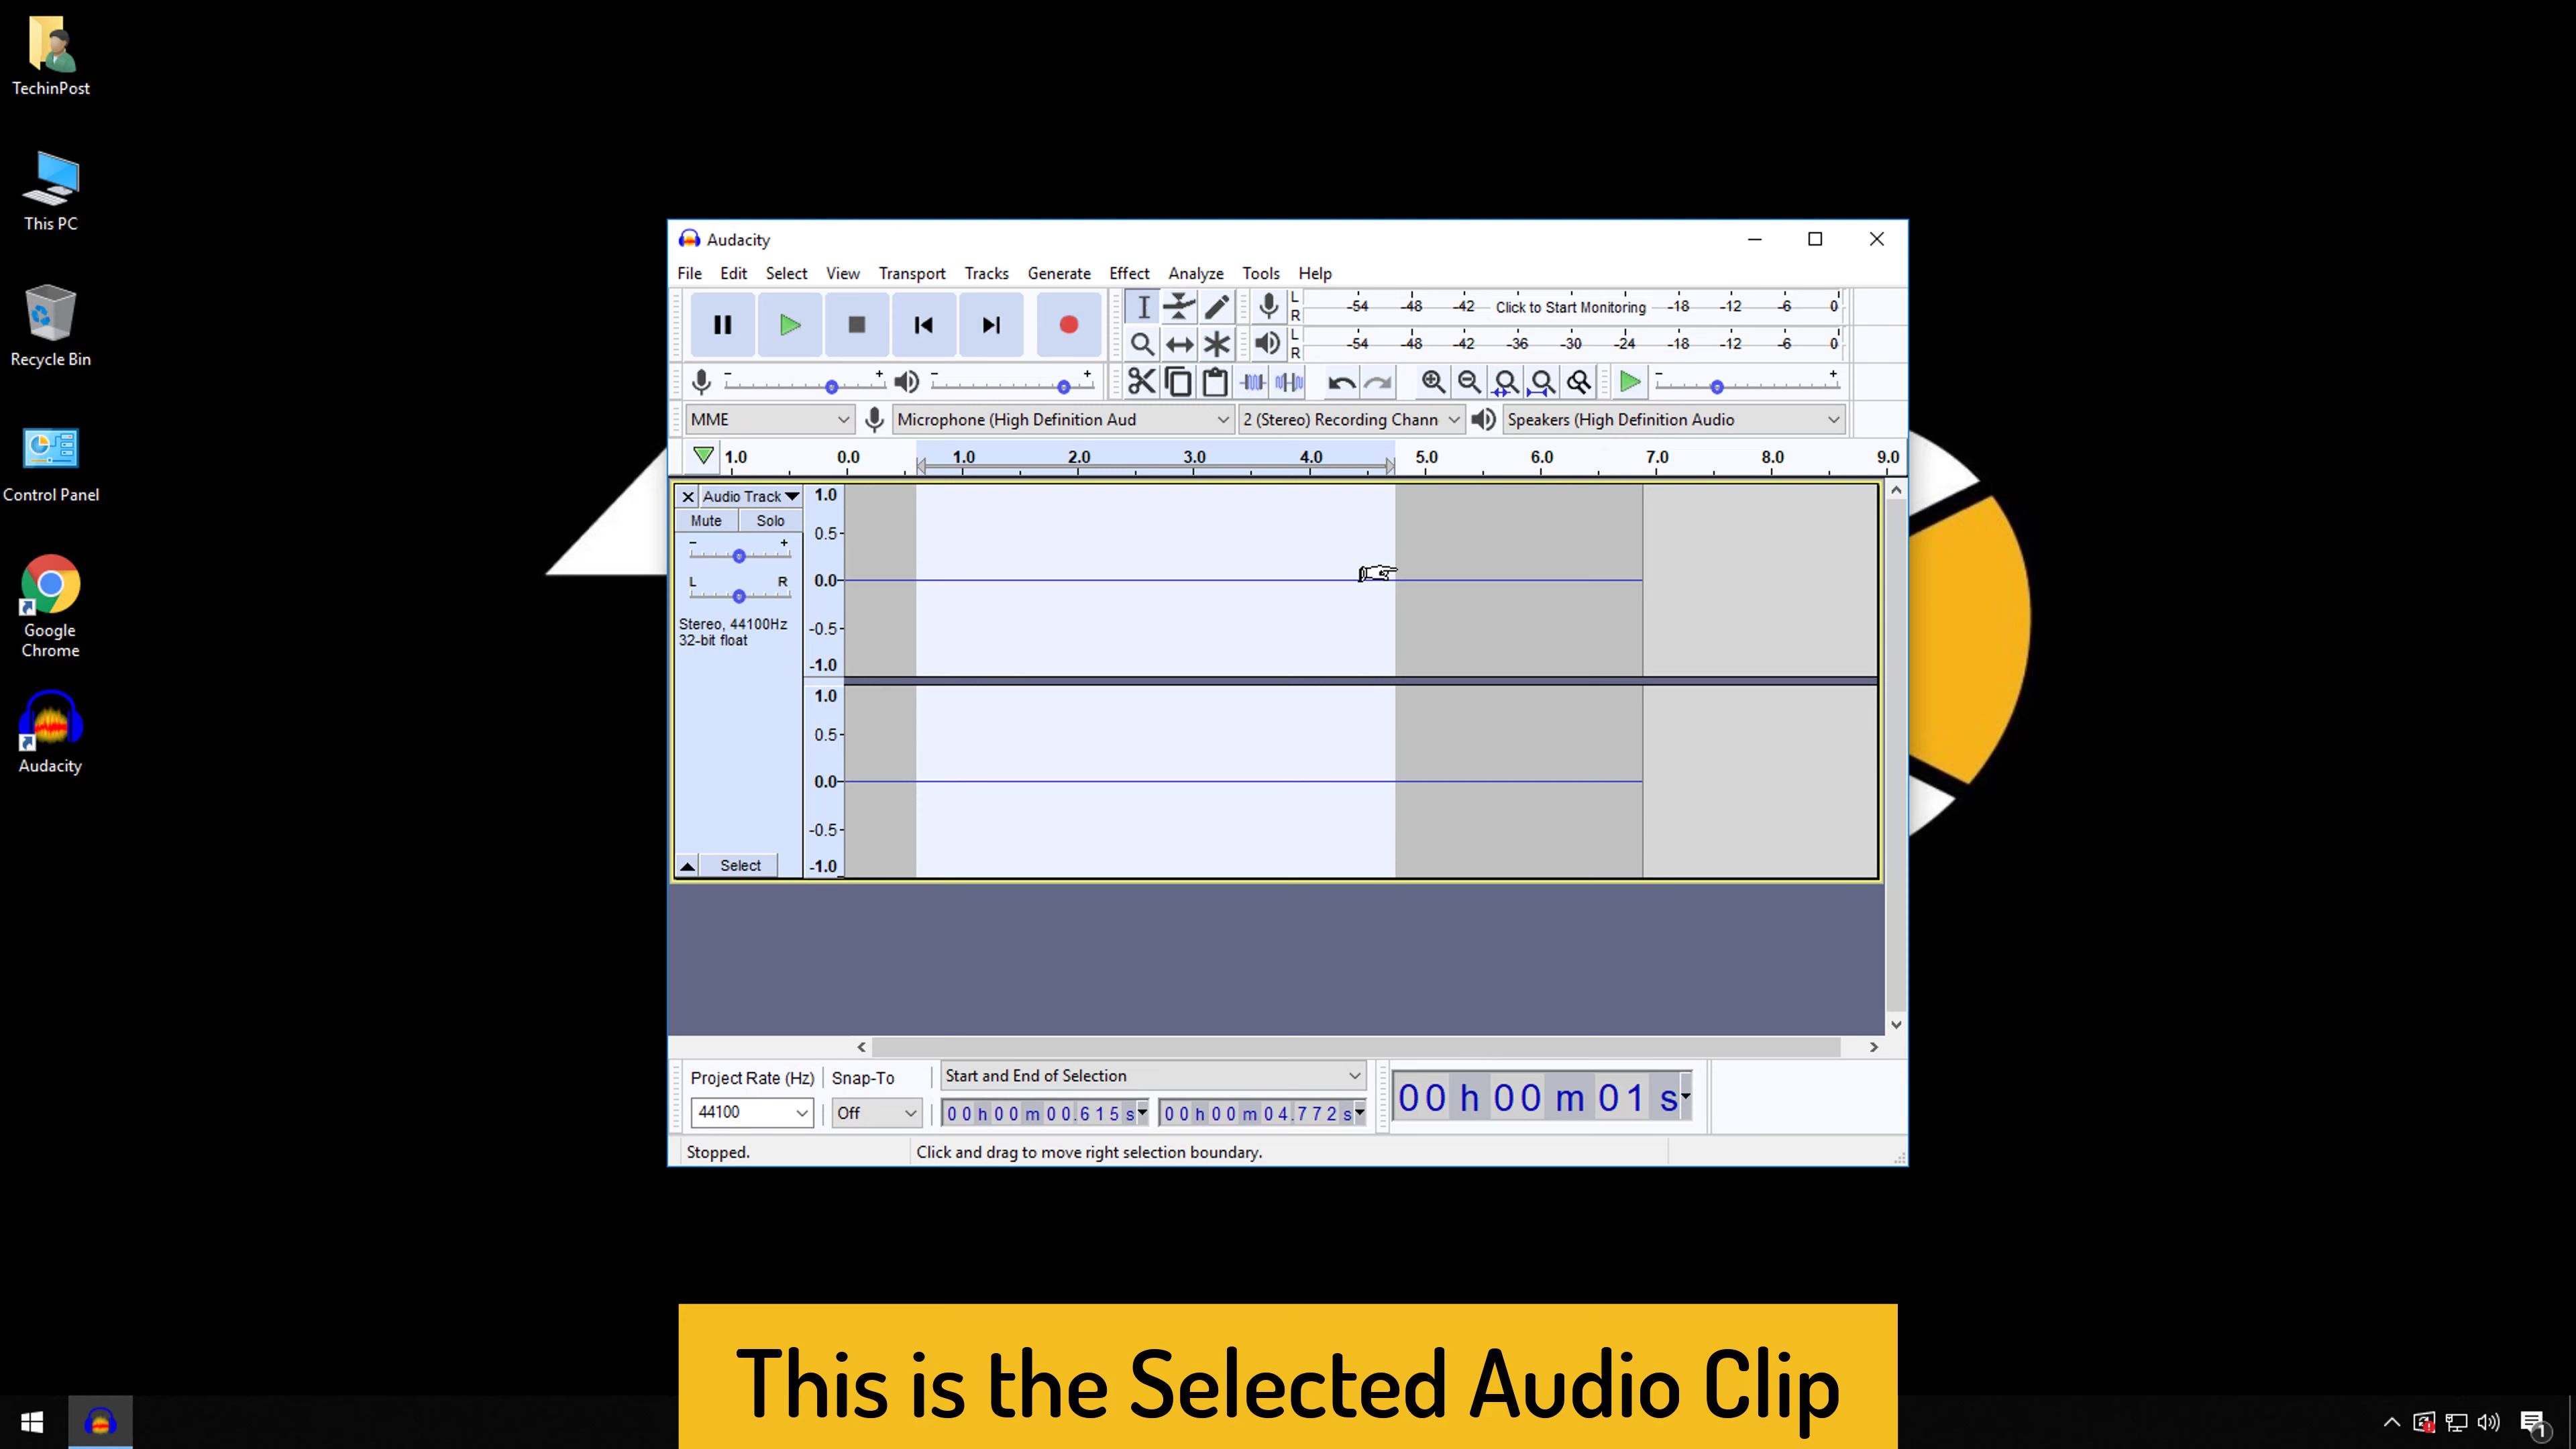 TechinPost
This PC
Recycle Bin
Control Panel
Google
Chrome
Audacity
Audacity
File Edit Select View Transport Tracks Generate Effect Analyze Tools Help
L
R
-54 -48 -42 Click to Start Monitoring -18 -12 -6 0
L
R
-54 -48 -42 -36 -30 -24 -18 -12 -6 0
- + - + - +
MME Microphone (High Definition Aud 2 (Stereo) Recording Chann Speakers (High Definition Audio
1.0 0.0 1.0 2.0 3.0 4.0 5.0 6.0 7.0 8.0 9.0
Audio Track
Mute Solo
- +
L R
Stereo, 44100Hz
32-bit float
Select
1.0
0.5
0.0
-0.5
-1.0
1.0
0.5
0.0
-0.5
-1.0
Project Rate (Hz) Snap-To Start and End of Selection
44100 Off 00h00m00.615s 00h00m04.772s
00h00m01s
Stopped. Click and drag to move right selection boundary.
This is the Selected Audio Clip
1